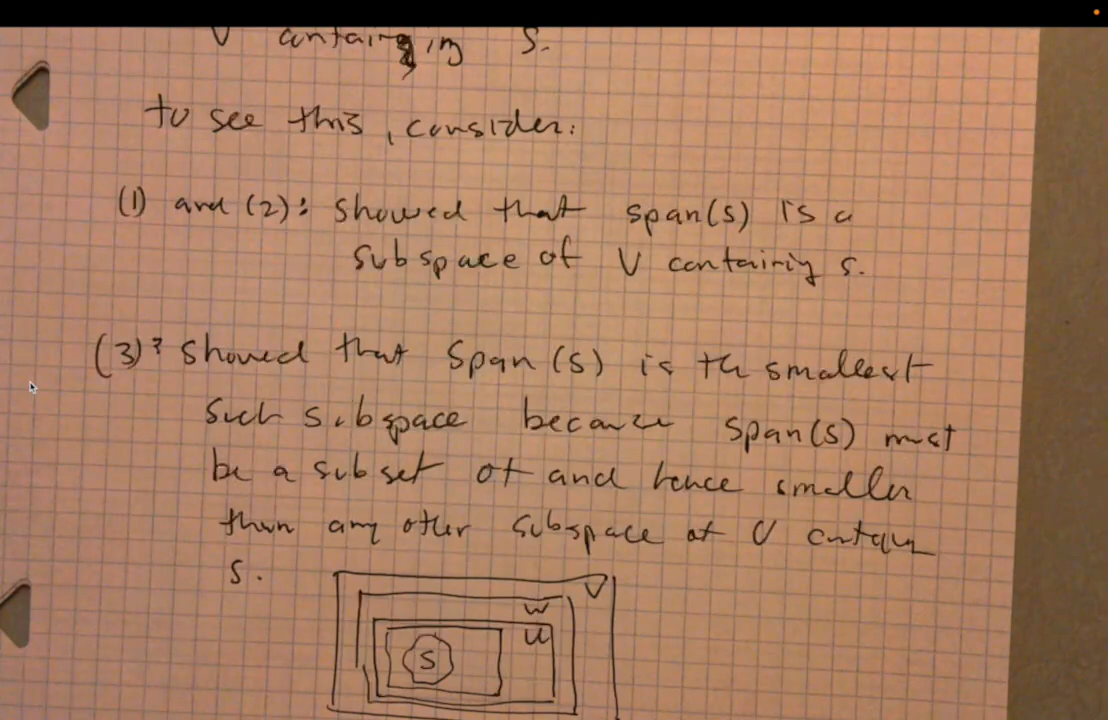 V containing S.
to see this, consider:
(1) and (2): showed that span(S) is a
subspace of V containing S.
(3): showed that span(S) is the smallest
such subspace because span(S) must
be a subset of and hence smaller
than any other subspace of V containing
S.
V
W
U
S